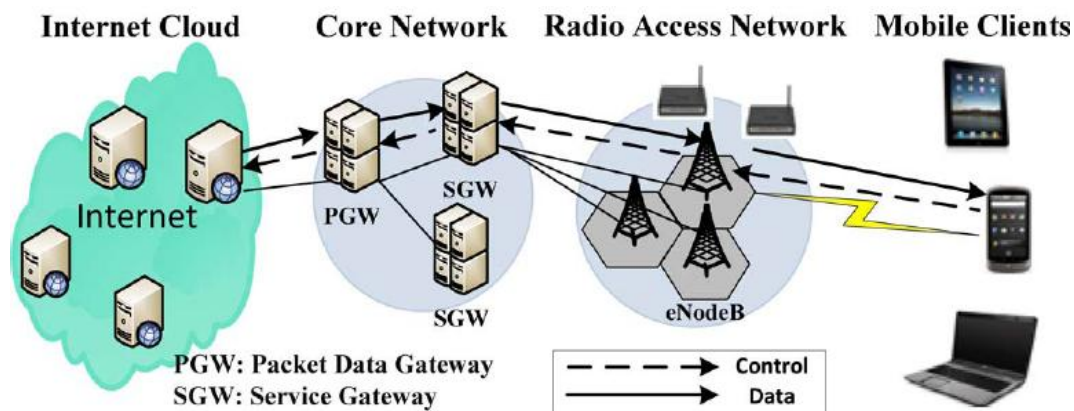 Internet Cloud
Core Network
Radio Access Network
Mobile Clients
Internet
PGW
SGW
SGW
eNodeB
PGW: Packet Data Gateway
SGW: Service Gateway
Control
Data